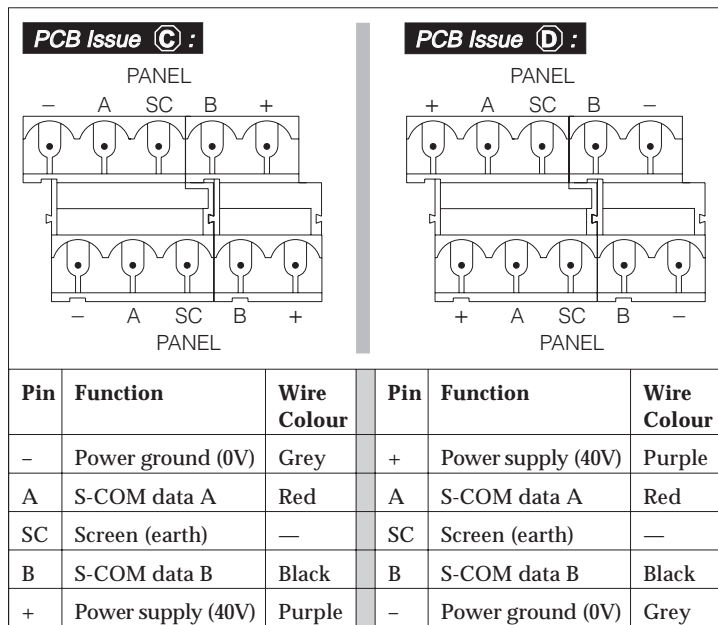 PCB Issue C :
PANEL
– A SC B +
– A SC B +
PANEL
PCB Issue D :
PANEL
+ A SC B –
+ A SC B –
PANEL
Pin Function Wire Colour Pin Function Wire Colour
– Power ground (0V) Grey + Power supply (40V) Purple
A S-COM data A Red A S-COM data A Red
SC Screen (earth) — SC Screen (earth) —
B S-COM data B Black B S-COM data B Black
+ Power supply (40V) Purple – Power ground (0V) Grey